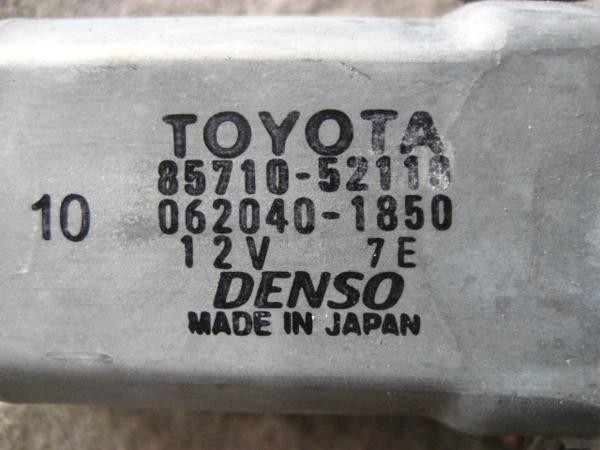 TOYOTA
85710-52110
10
062040-1850
12V 7E
DENSO
MADE IN JAPAN